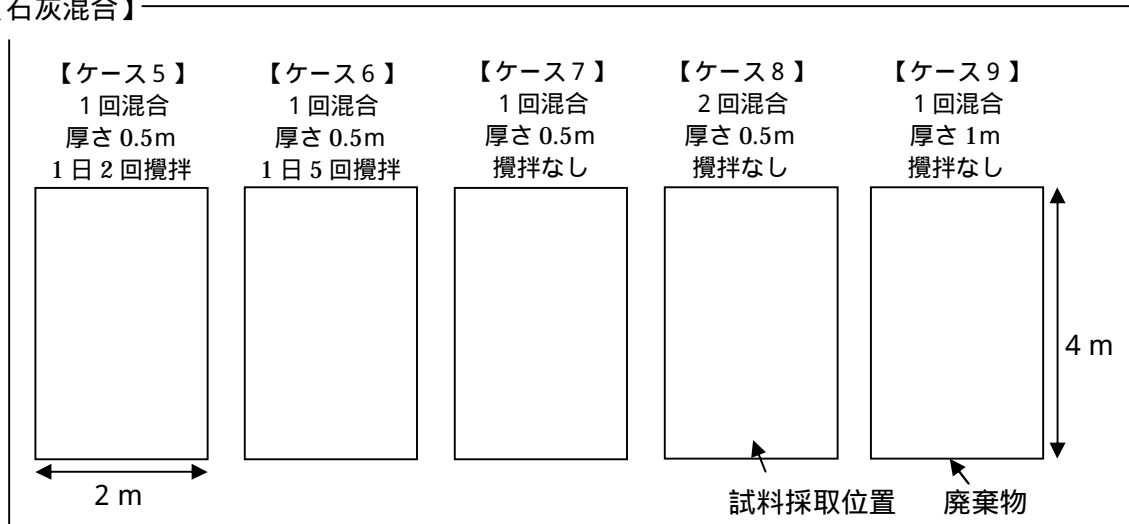 石灰混合】
【ケース5】
1回混合
厚さ0.5m
1日2回攪拌
【ケース6】
1回混合
厚さ0.5m
1日5回攪拌
【ケース7】
1回混合
厚さ0.5m
攪拌なし
【ケース8】
2回混合
厚さ0.5m
攪拌なし
【ケース9】
1回混合
厚さ1m
攪拌なし
4 m
2 m
試料採取位置
廃棄物